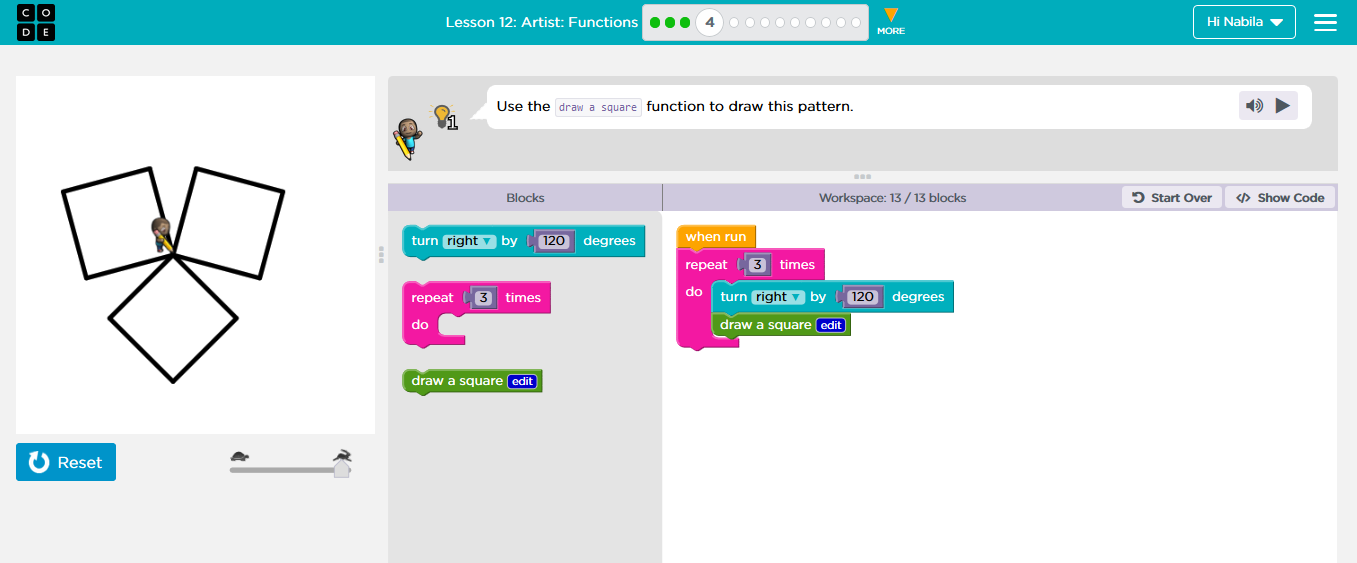 C O
D E
Lesson 12: Artist: Functions
4
MORE
Hi Nabila
1
Use the draw a square function to draw this pattern.
Blocks
Workspace: 13 / 13 blocks
Start Over
</> Show Code
turn right by 120 degrees
repeat 3 times
do
draw a square edit
when run
repeat 3 times
do
turn right by 120 degrees
draw a square edit
Reset